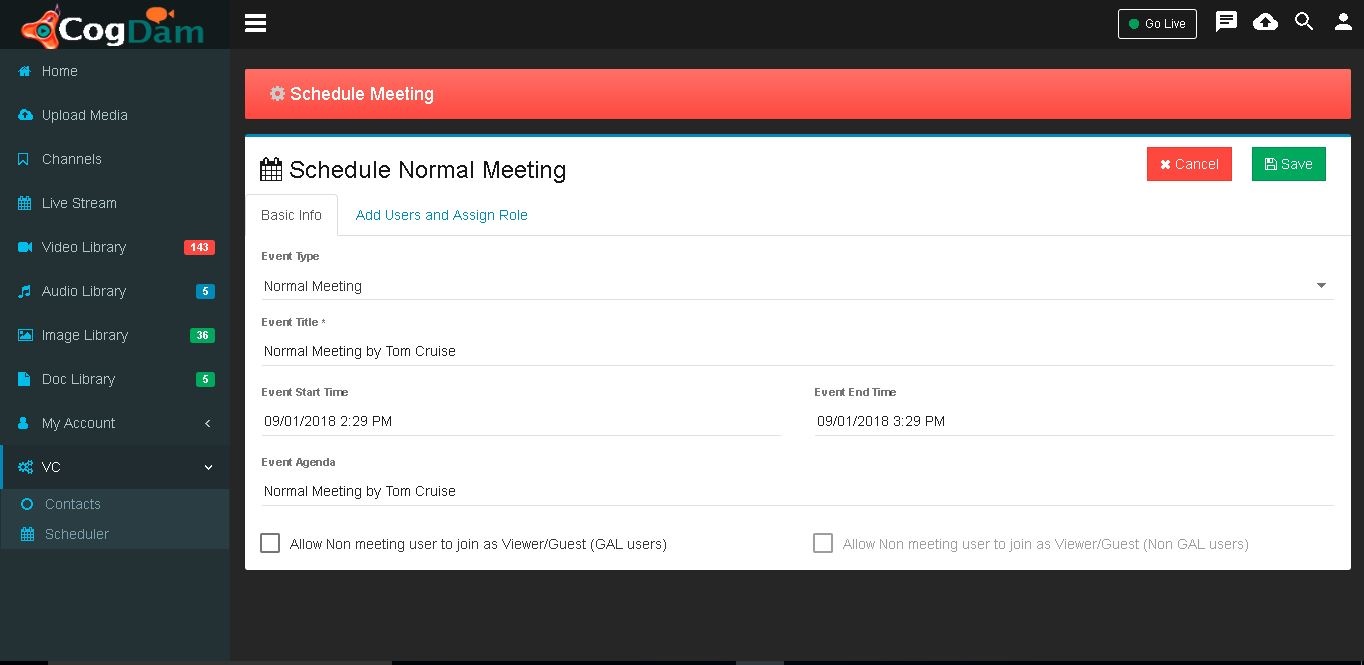 CogDam
Go Live
Home
Upload Media
Channels
Live Stream
Video Library 143
Audio Library 5
Image Library 36
Doc Library 5
My Account
VC
Contacts
Scheduler
Schedule Meeting
Schedule Normal Meeting
Cancel Save
Basic Info Add Users and Assign Role
Event Type
Normal Meeting
Event Title *
Normal Meeting by Tom Cruise
Event Start Time Event End Time
09/01/2018 2:29 PM 09/01/2018 3:29 PM
Event Agenda
Normal Meeting by Tom Cruise
Allow Non meeting user to join as Viewer/Guest (GAL users) Allow Non meeting user to join as Viewer/Guest (Non GAL users)